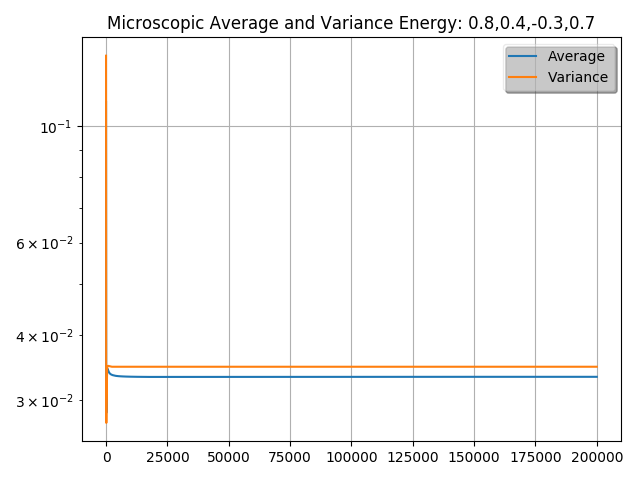 Microscopic Average and Variance Energy: 0.8,0.4,-0.3,0.7
Average
Variance
10⁻¹
6 × 10⁻²
4 × 10⁻²
3 × 10⁻²
0 25000 50000 75000 100000 125000 150000 175000 200000